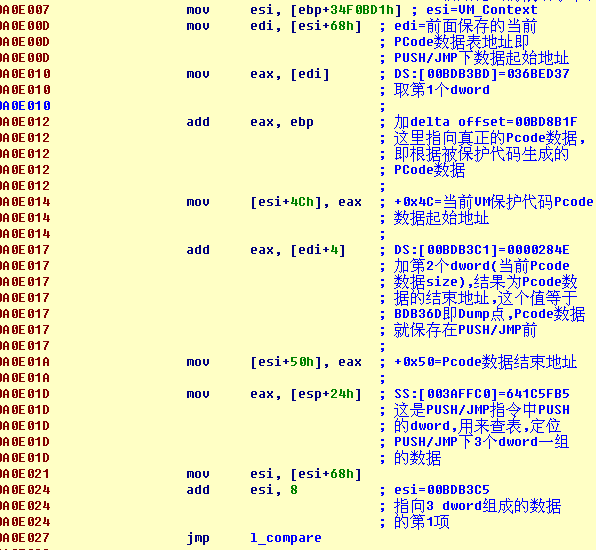 0A0E007 mov esi, [ebp+34F0BD1h] ; esi=VM_Context
0A0E00D mov edi, [esi+68h] ; edi=前面保存的当前
0A0E00D ; PCode数据表地址即
0A0E00D ; PUSH/JMP下数据起始地址
0A0E010 mov eax, [edi] ; DS:[00BDB3BD]=036BED37
0A0E010 ; 取第1个dword
0A0E010 ;
0A0E012 add eax, ebp ; 加delta offset=00BD8B1F
0A0E012 ; 这里指向真正的Pcode数据,
0A0E012 ; 即根据被保护代码生成的
0A0E012 ; PCode数据
0A0E012 ;
0A0E014 mov [esi+4Ch], eax ; +0x4C=当前VM保护代码Pcode
0A0E014 ; 数据起始地址
0A0E014 ;
0A0E017 add eax, [edi+4] ; DS:[00BDB3C1]=0000284E
0A0E017 ; 加第2个dword(当前Pcode
0A0E017 ; 数据size),结果为Pcode数
0A0E017 ; 据的结束地址,这个值等于
0A0E017 ; BDB36D即Dump点,Pcode数据
0A0E017 ; 就保存在PUSH/JMP前
0A0E017 ;
0A0E01A mov [esi+50h], eax ; +0x50=Pcode数据结束地址
0A0E01A ;
0A0E01D mov eax, [esp+24h] ; SS:[003AFFC0]=641C5FB5
0A0E01D ; 这是PUSH/JMP指令中PUSH
0A0E01D ; 的dword,用来查表,定位
0A0E01D ; PUSH/JMP下3个dword一组
0A0E01D ; 的数据
0A0E021 mov esi, [esi+68h]
0A0E024 add esi, 8 ; esi=00BDB3C5
0A0E024 ; 指向3 dword组成的数据
0A0E024 ; 的第1项
0A0E027 jmp l_compare